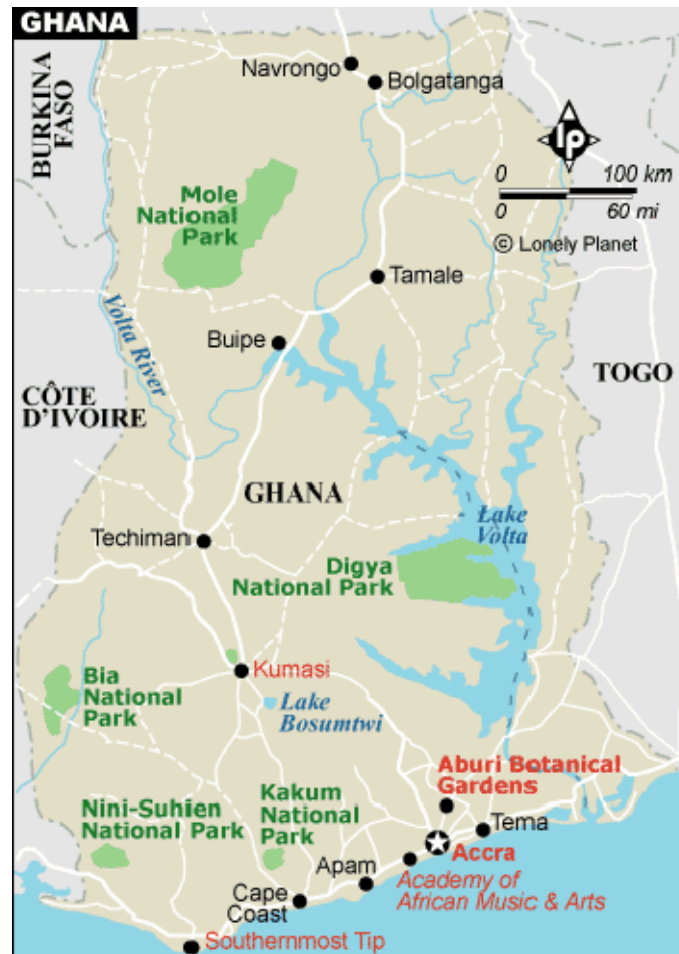 GHANA
BURKINA
FASO
Navrongo
Bolgatanga
lp
0 100 km
0 60 mi
© Lonely Planet
Mole
National
Park
Tamale
Volta River
Buipe
TOGO
CÔTE
D'IVOIRE
GHANA
Lake
Volta
Techiman
Digya
National Park
Kumasi
Bia
National
Park
Lake
Bosumtwi
Aburi Botanical
Gardens
Nini-Suhien
National Park
Kakum
National
Park
Tema
Accra
Apam
Academy of
African Music & Arts
Cape
Coast
Southernmost Tip